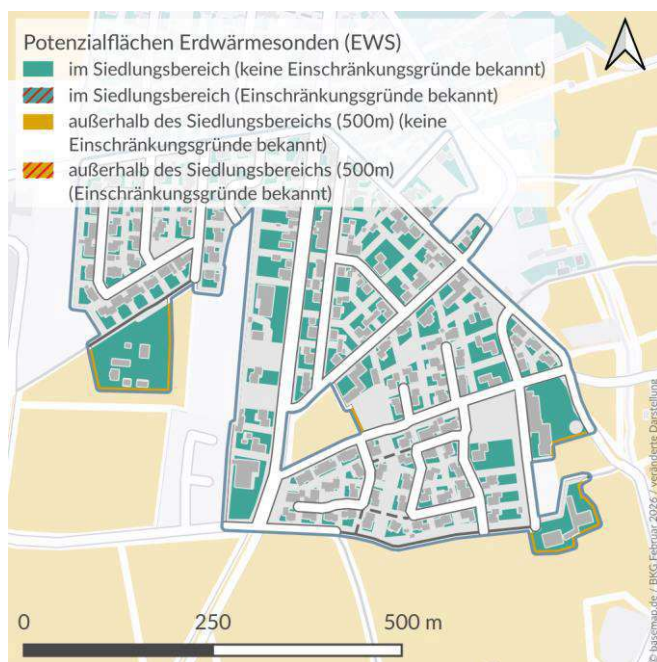 Potenzialflächen Erdwärmesonden (EWS)
im Siedlungsbereich (keine Einschränkungsgründe bekannt)
im Siedlungsbereich (Einschränkungsgründe bekannt)
außerhalb des Siedlungsbereichs (500m) (keine
Einschränkungsgründe bekannt)
außerhalb des Siedlungsbereichs (500m)
(Einschränkungsgründe bekannt)
0 250 500 m
© basemap.de / BKG Februar 2026 / veränderte Darstellung